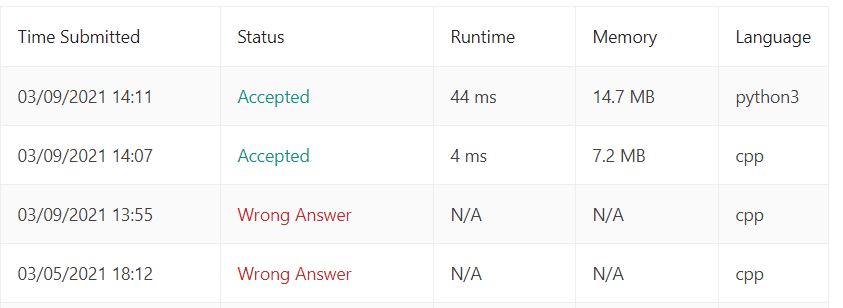 Time Submitted Status Runtime Memory Language
03/09/2021 14:11 Accepted 44 ms 14.7 MB python3
03/09/2021 14:07 Accepted 4 ms 7.2 MB cpp
03/09/2021 13:55 Wrong Answer N/A N/A cpp
03/05/2021 18:12 Wrong Answer N/A N/A cpp